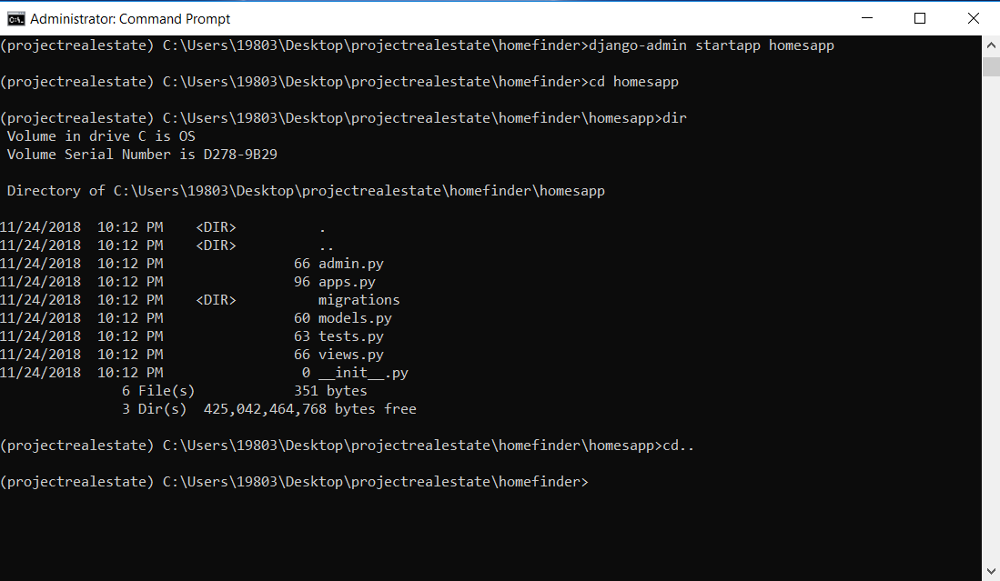 Administrator: Command Prompt
(projectrealestate) C:\Users\19803\Desktop\projectrealestate\homefinder>django-admin startapp homesapp
(projectrealestate) C:\Users\19803\Desktop\projectrealestate\homefinder>cd homesapp
(projectrealestate) C:\Users\19803\Desktop\projectrealestate\homefinder\homesapp>dir
 Volume in drive C is OS
 Volume Serial Number is D278-9B29
 Directory of C:\Users\19803\Desktop\projectrealestate\homefinder\homesapp
11/24/2018  10:12 PM    <DIR>          .
11/24/2018  10:12 PM    <DIR>          ..
11/24/2018  10:12 PM                66 admin.py
11/24/2018  10:12 PM                96 apps.py
11/24/2018  10:12 PM    <DIR>          migrations
11/24/2018  10:12 PM                60 models.py
11/24/2018  10:12 PM                63 tests.py
11/24/2018  10:12 PM                66 views.py
11/24/2018  10:12 PM                 0 __init__.py
               6 File(s)            351 bytes
               3 Dir(s)  425,042,464,768 bytes free
(projectrealestate) C:\Users\19803\Desktop\projectrealestate\homefinder\homesapp>cd..
(projectrealestate) C:\Users\19803\Desktop\projectrealestate\homefinder>